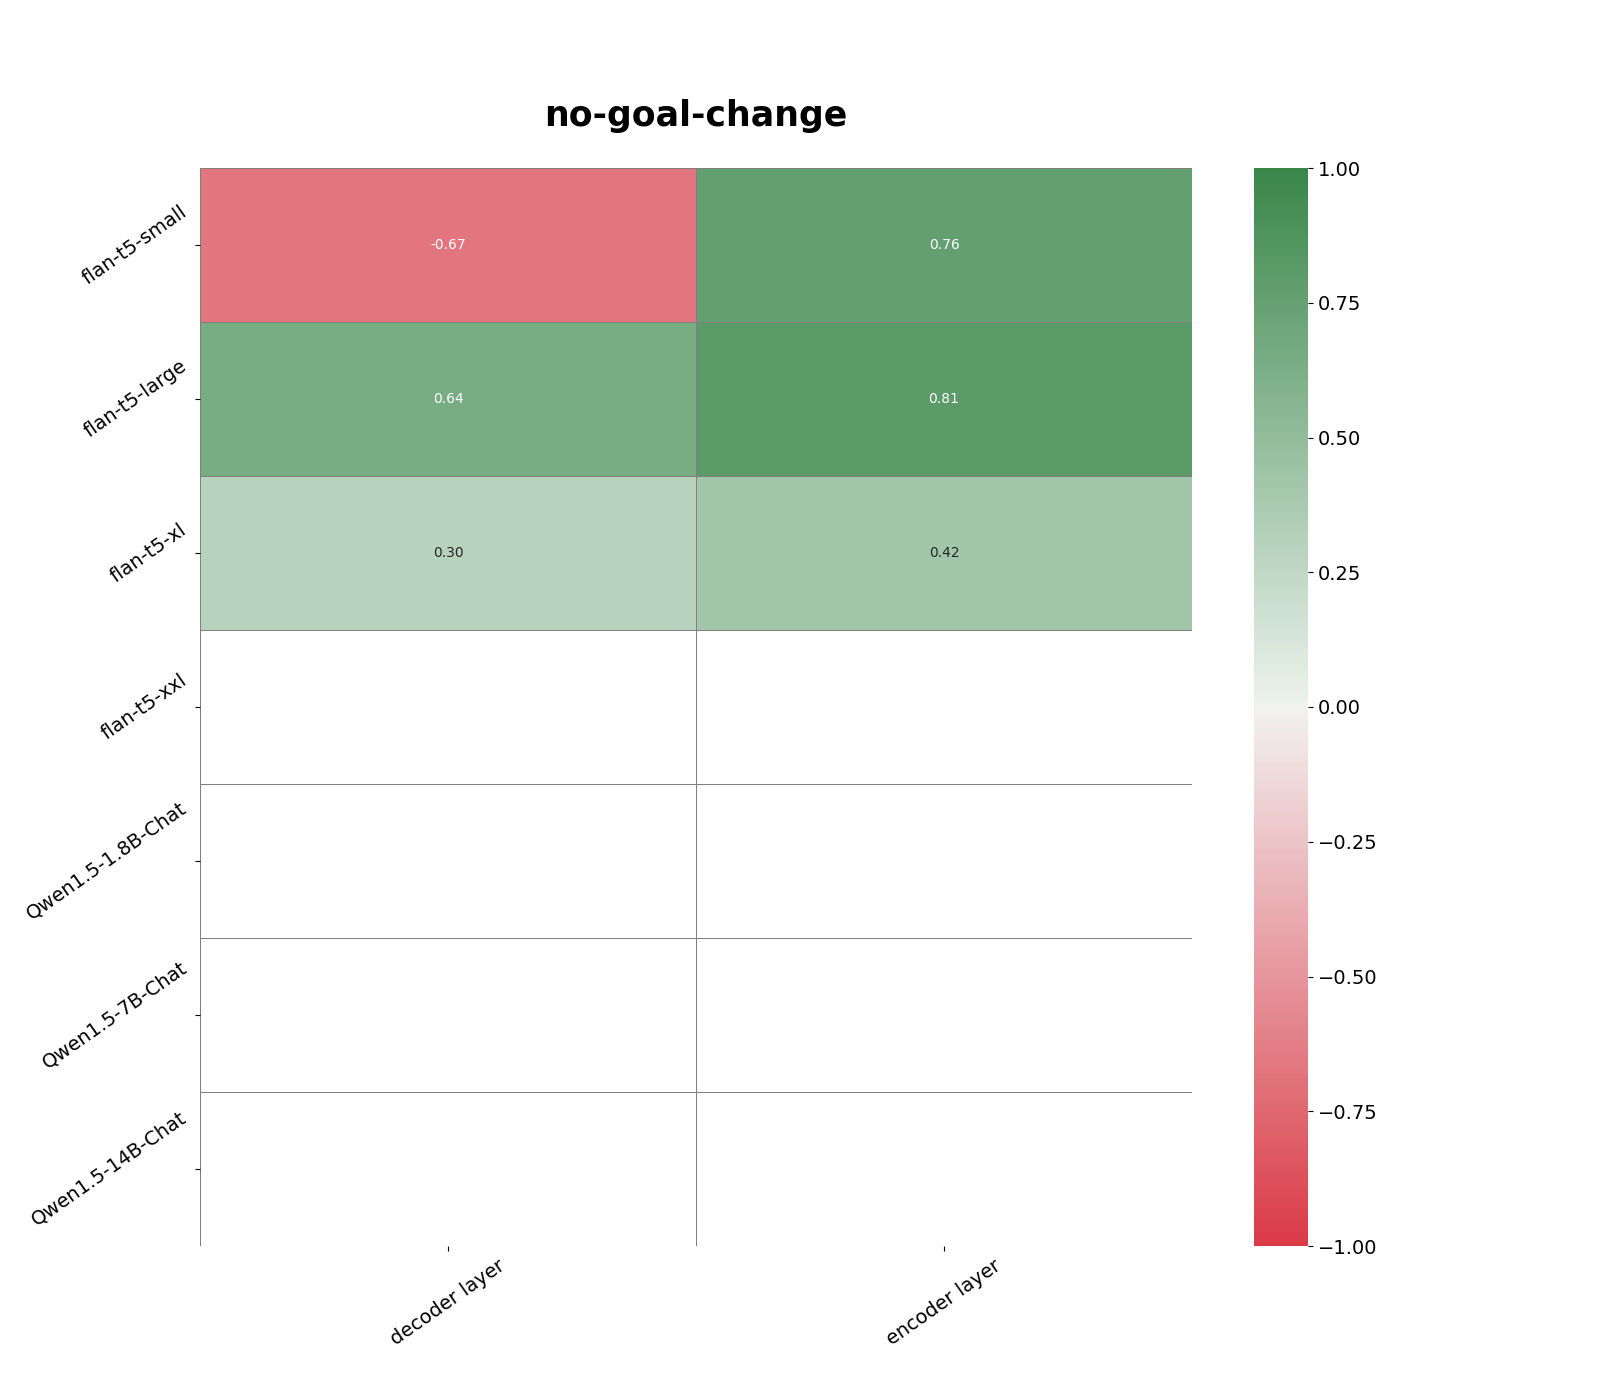 no-goal-change
flan-t5-small
-0.67
0.76
flan-t5-large
0.64
0.81
flan-t5-xl
0.30
0.42
flan-t5-xxl
Qwen1.5-1.8B-Chat
Qwen1.5-7B-Chat
Qwen1.5-14B-Chat
decoder layer
encoder layer
1.00
0.75
0.50
0.25
0.00
−0.25
−0.50
−0.75
−1.00